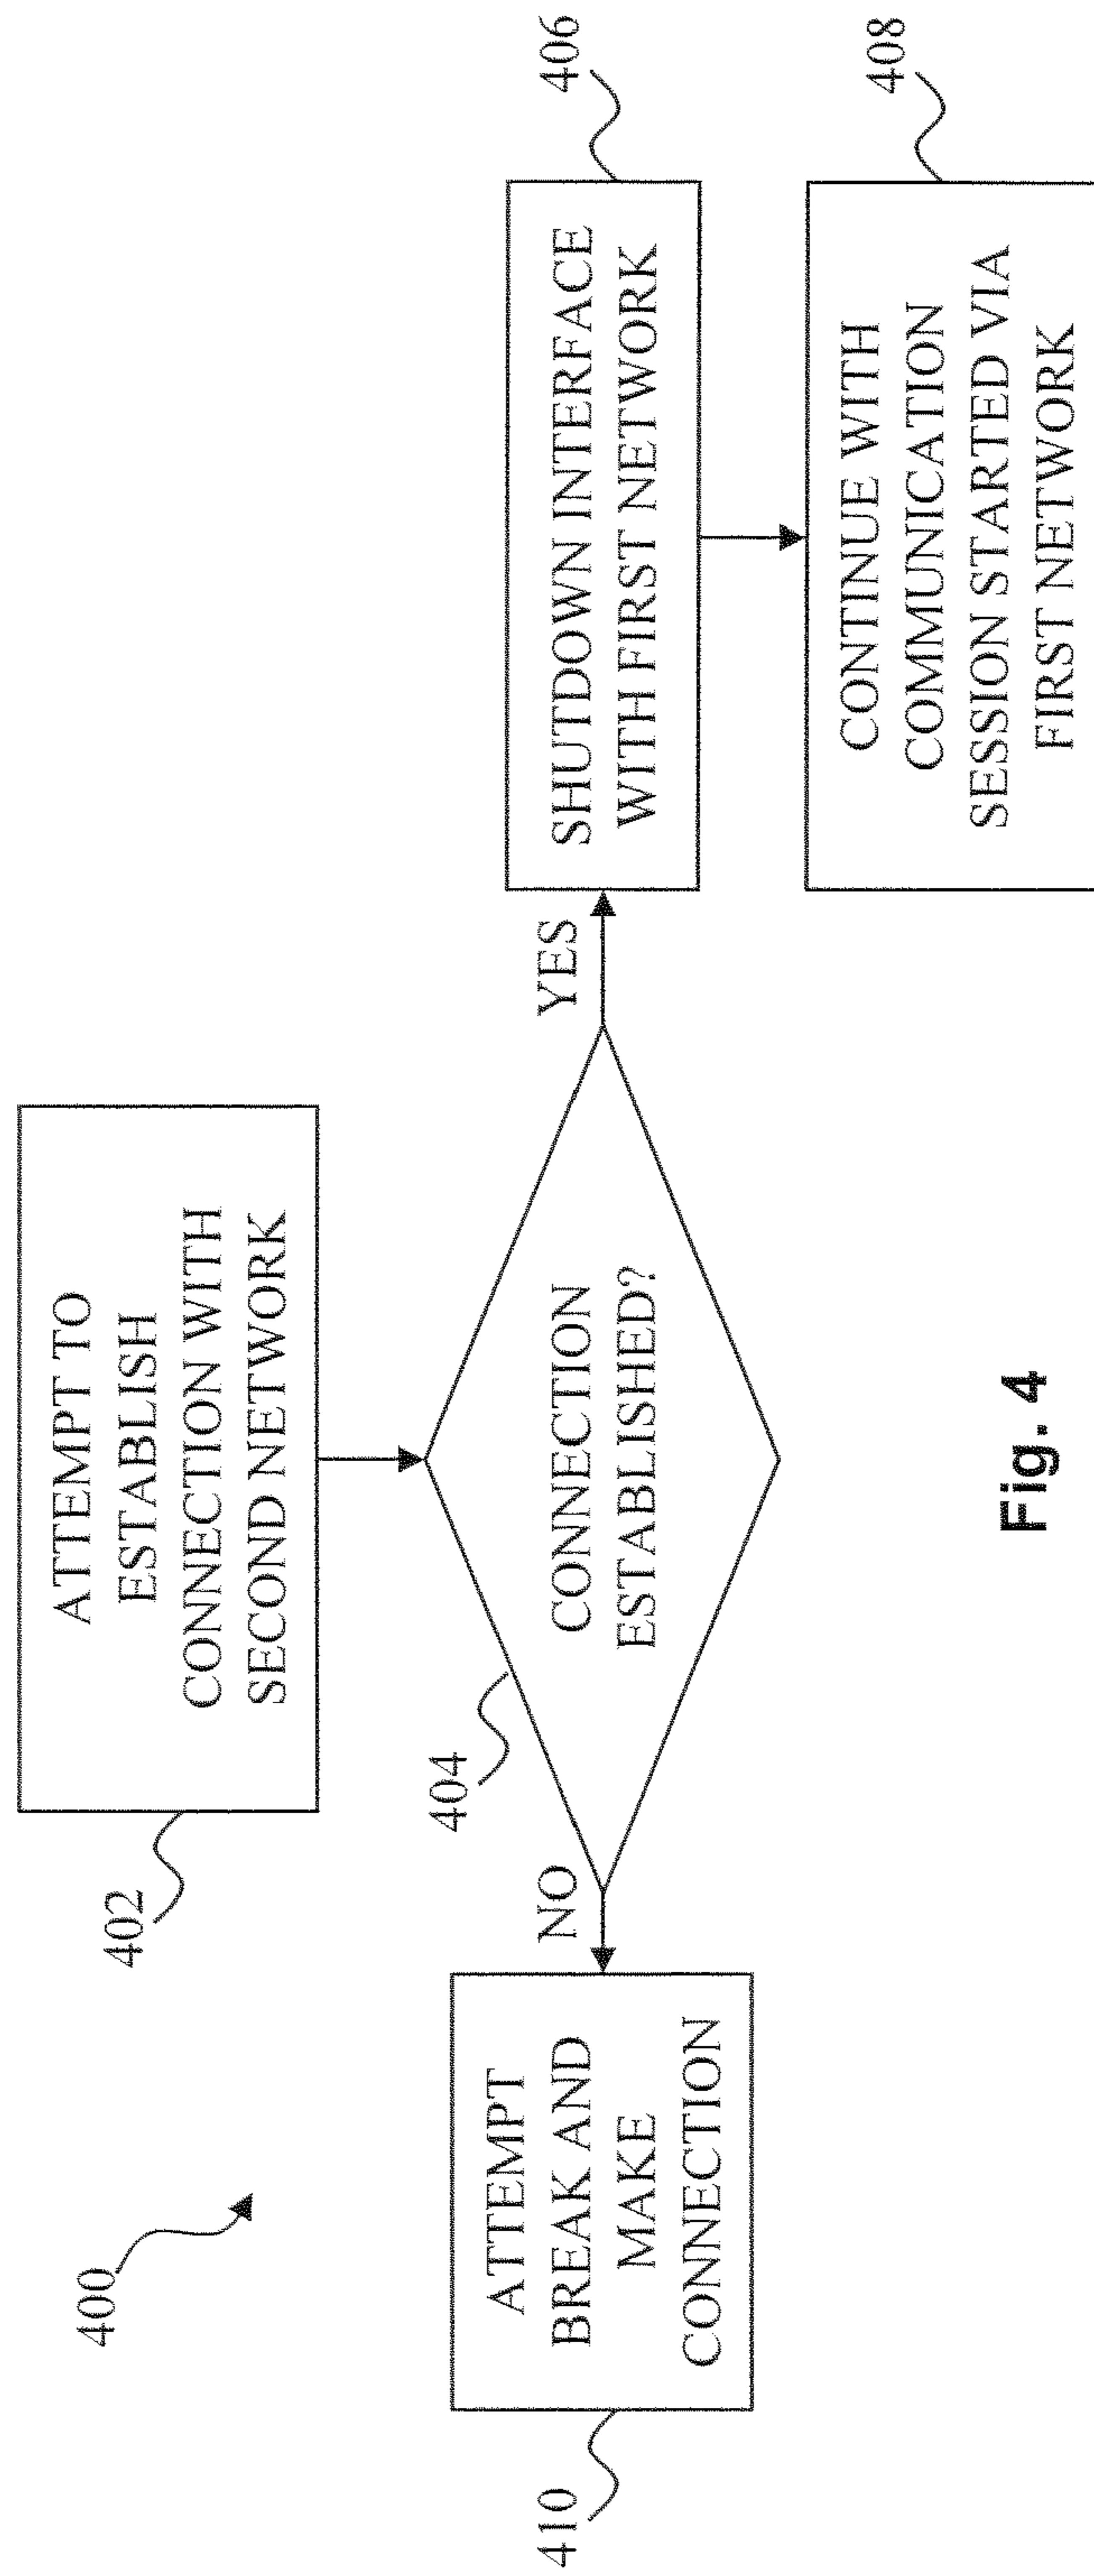 400
402
ATTEMPT TO
ESTABLISH
CONNECTION WITH
SECOND NETWORK
404
CONNECTION
ESTABLISHED?
NO
YES
410
ATTEMPT
BREAK AND
MAKE
CONNECTION
SHUTDOWN INTERFACE
WITH FIRST NETWORK
406
CONTINUE WITH
COMMUNICATION
SESSION STARTED VIA
FIRST NETWORK
408
Fig. 4